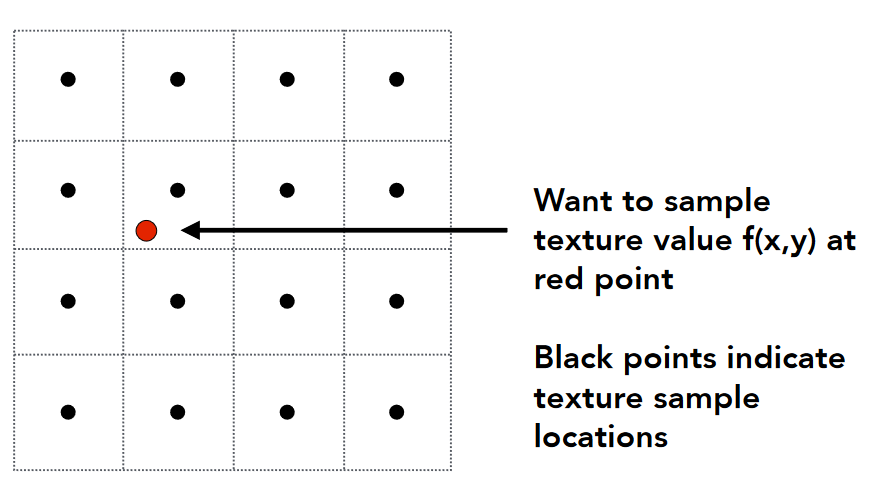 Want to sample
texture value f(x,y) at
red point
Black points indicate
texture sample
locations